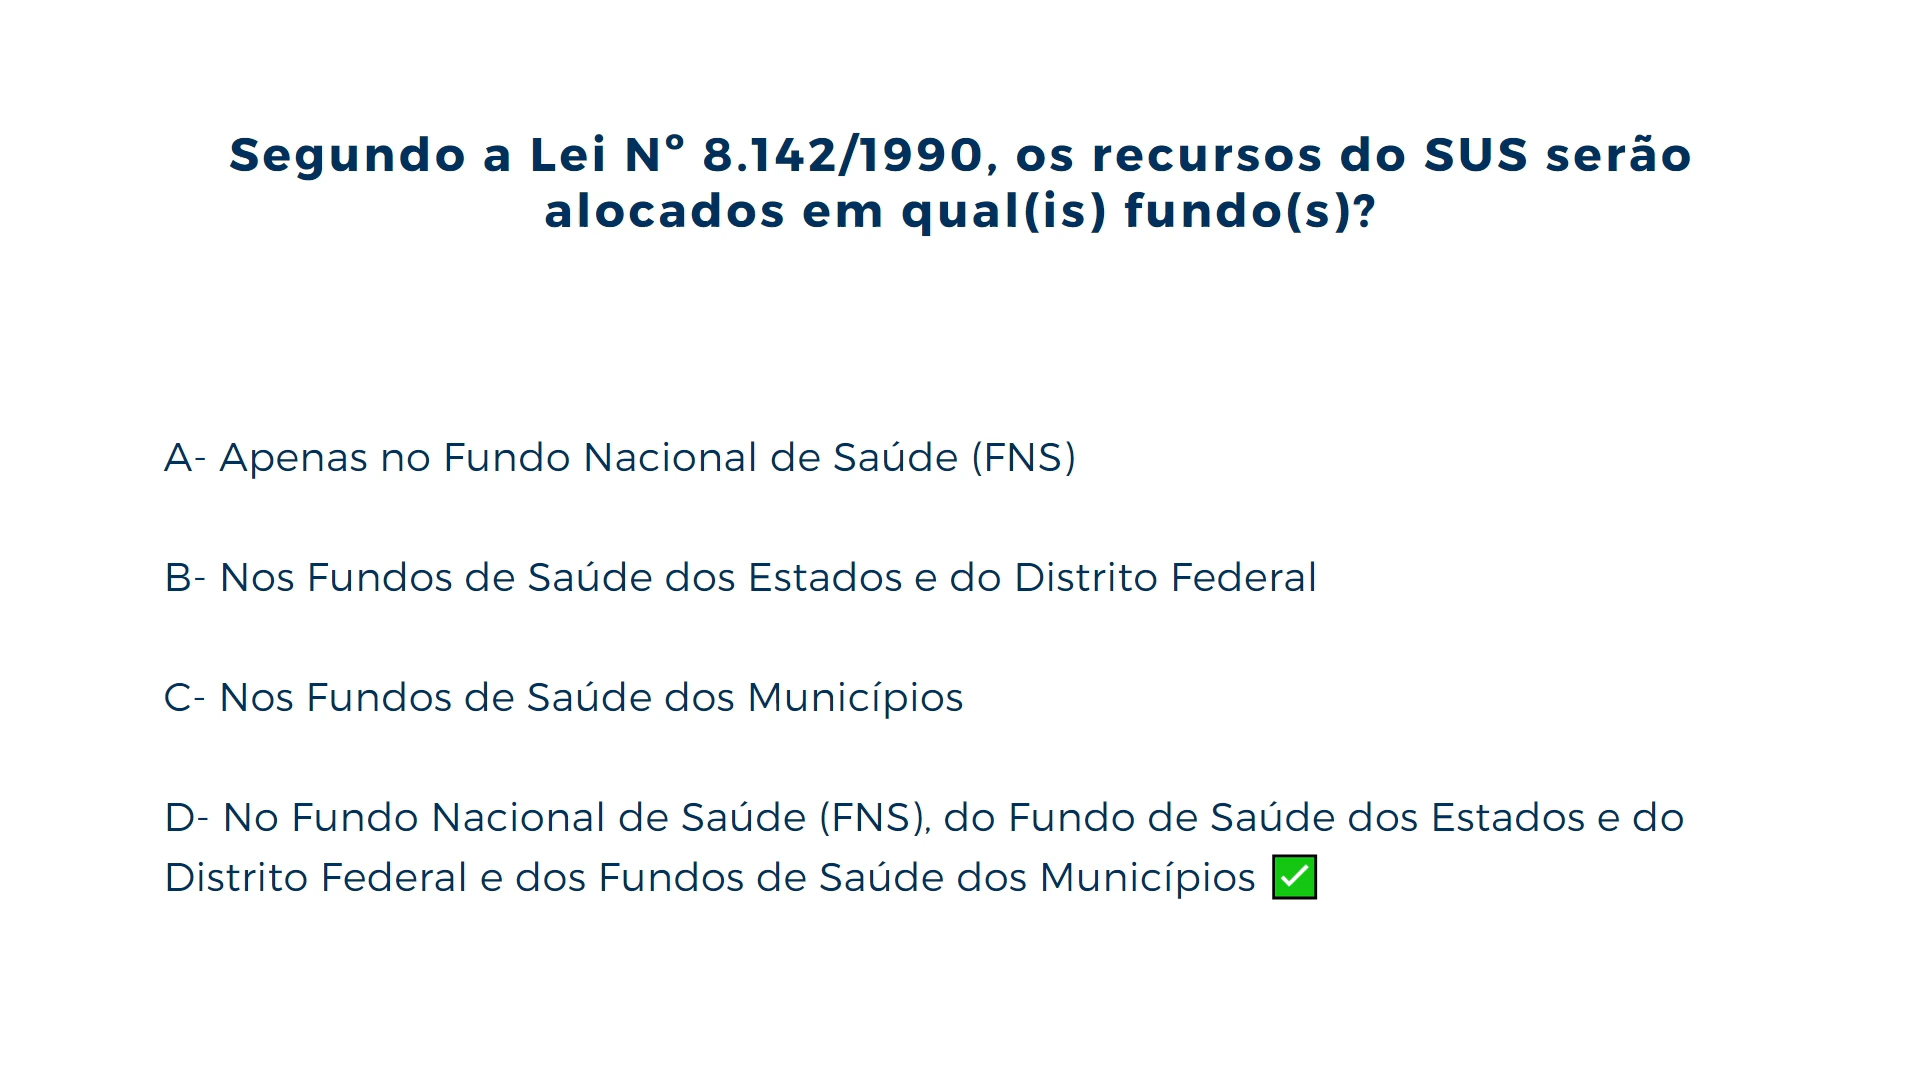 Segundo a Lei Nº 8.142/1990, os recursos do SUS serão
alocados em qual(is) fundo(s)?
A- Apenas no Fundo Nacional de Saúde (FNS)
B- Nos Fundos de Saúde dos Estados e do Distrito Federal
C- Nos Fundos de Saúde dos Municípios
D- No Fundo Nacional de Saúde (FNS), do Fundo de Saúde dos Estados e do
Distrito Federal e dos Fundos de Saúde dos Municípios ✅